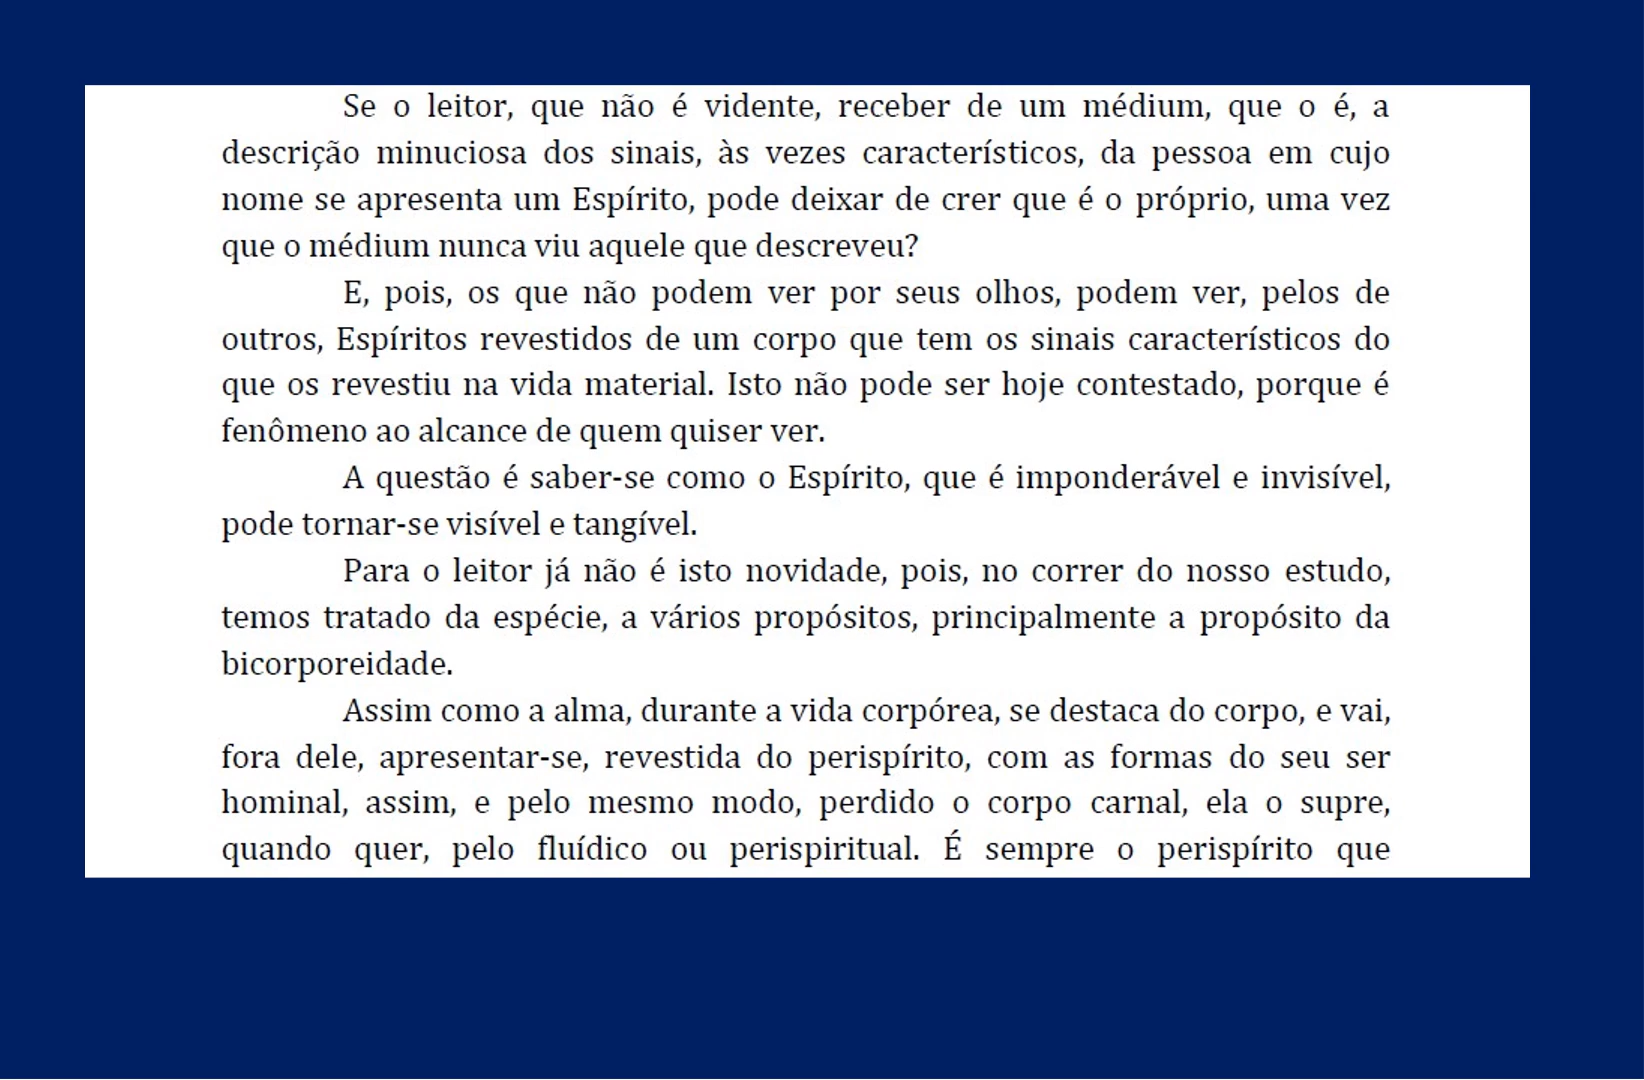 Se o leitor, que não é vidente, receber de um médium, que o é, a
descrição minuciosa dos sinais, às vezes característicos, da pessoa em cujo
nome se apresenta um Espírito, pode deixar de crer que é o próprio, uma vez
que o médium nunca viu aquele que descreveu?
E, pois, os que não podem ver por seus olhos, podem ver, pelos de
outros, Espíritos revestidos de um corpo que tem os sinais característicos do
que os revestiu na vida material. Isto não pode ser hoje contestado, porque é
fenômeno ao alcance de quem quiser ver.
A questão é saber-se como o Espírito, que é imponderável e invisível,
pode tornar-se visível e tangível.
Para o leitor já não é isto novidade, pois, no correr do nosso estudo,
temos tratado da espécie, a vários propósitos, principalmente a propósito da
bicorporeidade.
Assim como a alma, durante a vida corpórea, se destaca do corpo, e vai,
fora dele, apresentar-se, revestida do perispírito, com as formas do seu ser
hominal, assim, e pelo mesmo modo, perdido o corpo carnal, ela o supre,
quando quer, pelo fluídico ou perispiritual. É sempre o perispírito que